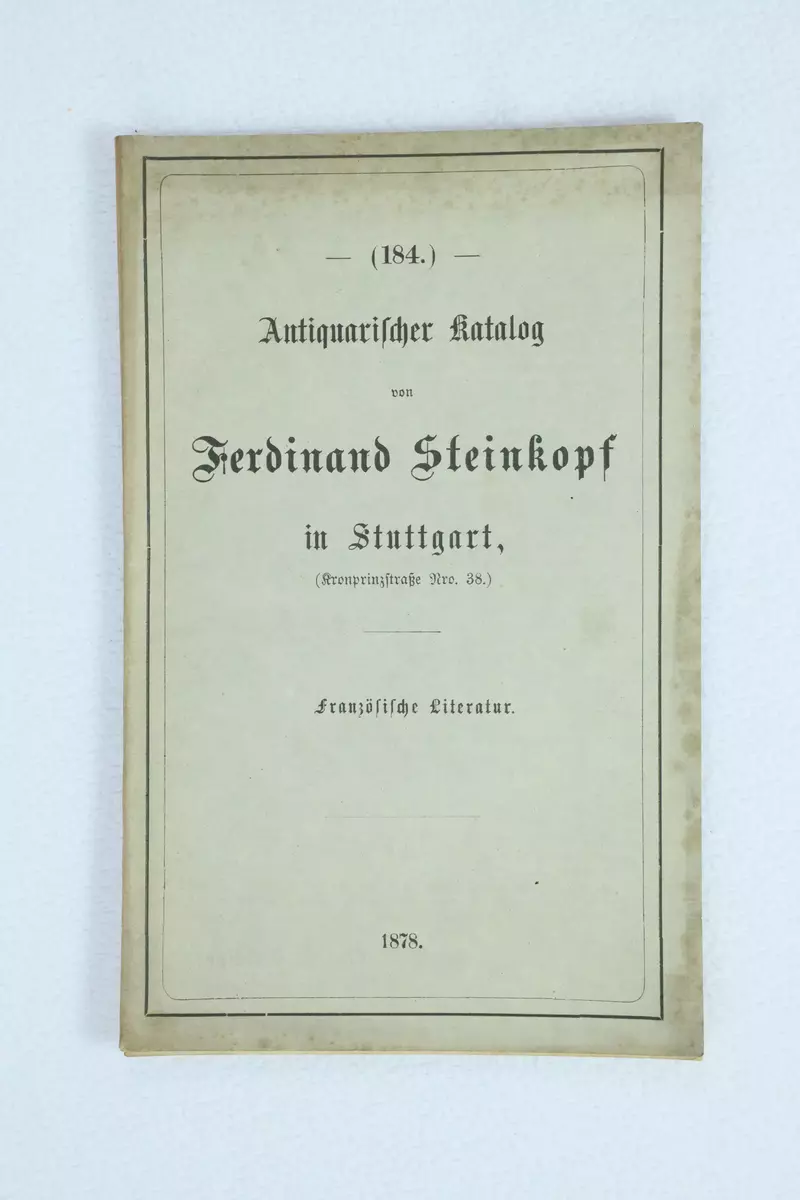 — (184.) —
Antiquarischer Katalog
von
Ferdinand Steinkopf
in Stuttgart,
(Kronprinzstraße Nro. 38.)
Französische Literatur.
1878.